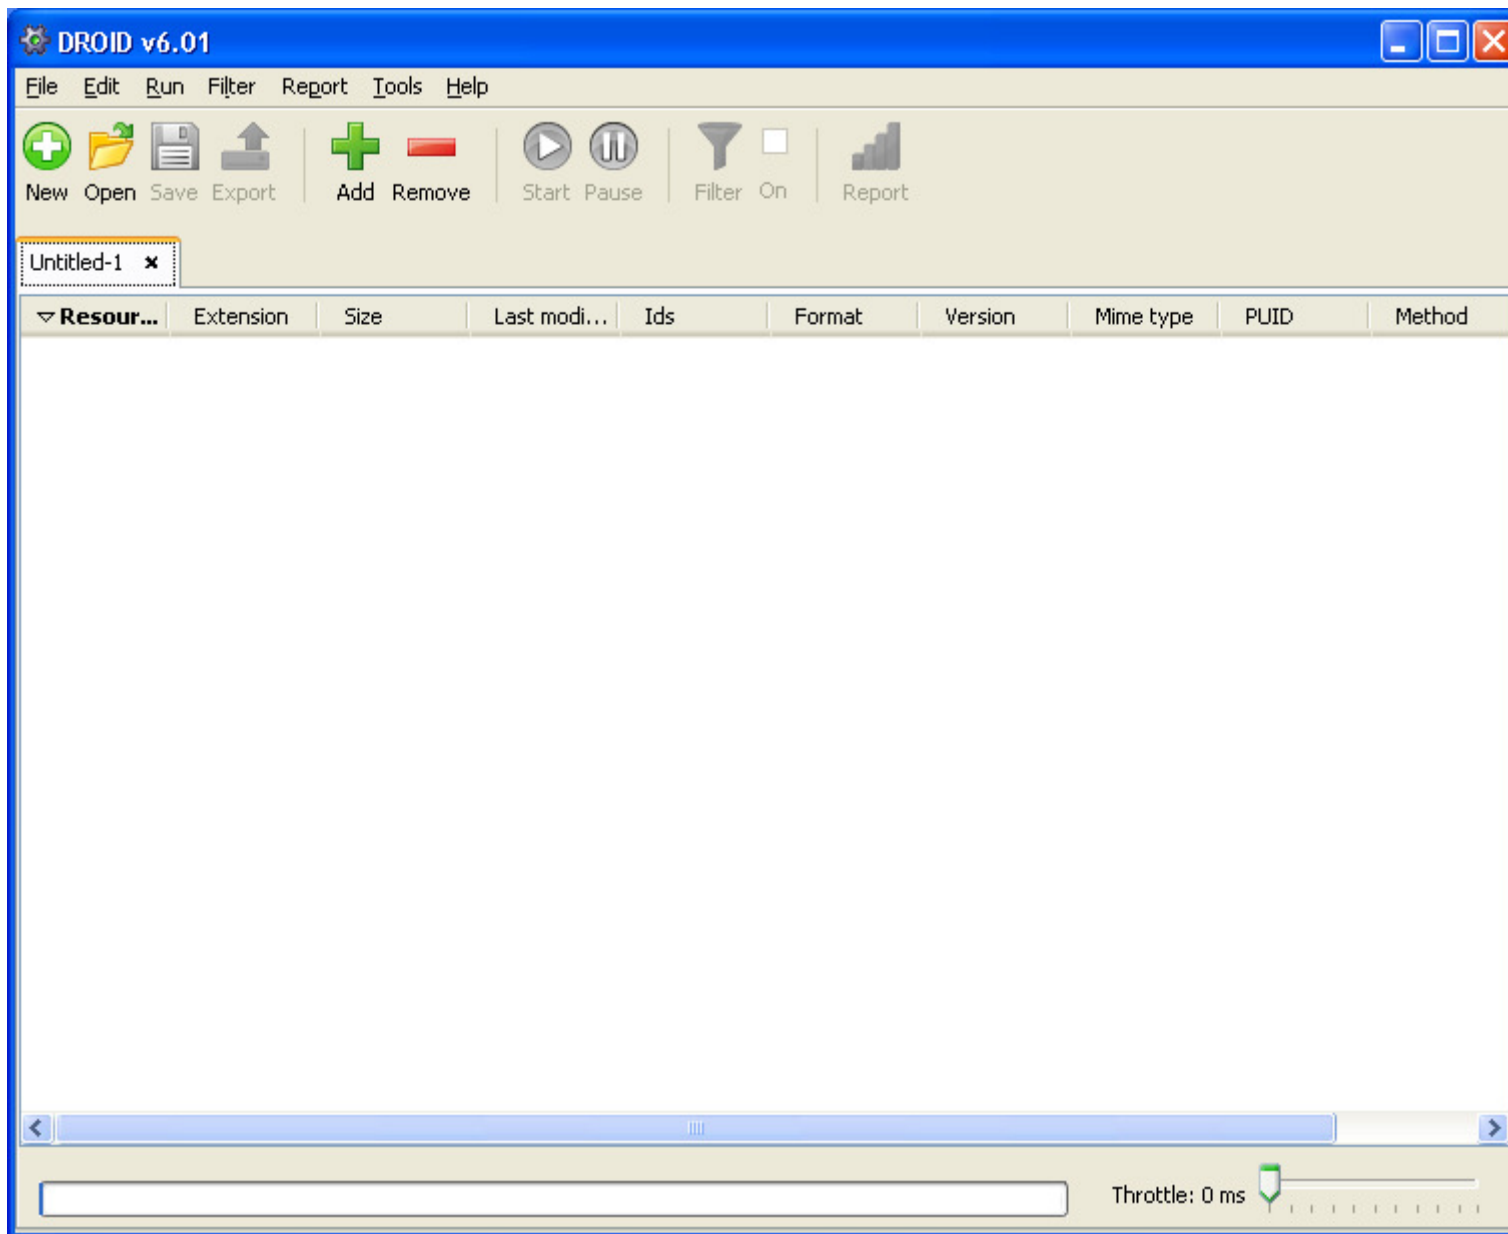 DROID v6.01
File Edit Run Filter Report Tools Help
New Open Save Export Add Remove Start Pause Filter On Report
Untitled-1
Resour... Extension Size Last modi... Ids Format Version Mime type PUID Method
Throttle: 0 ms